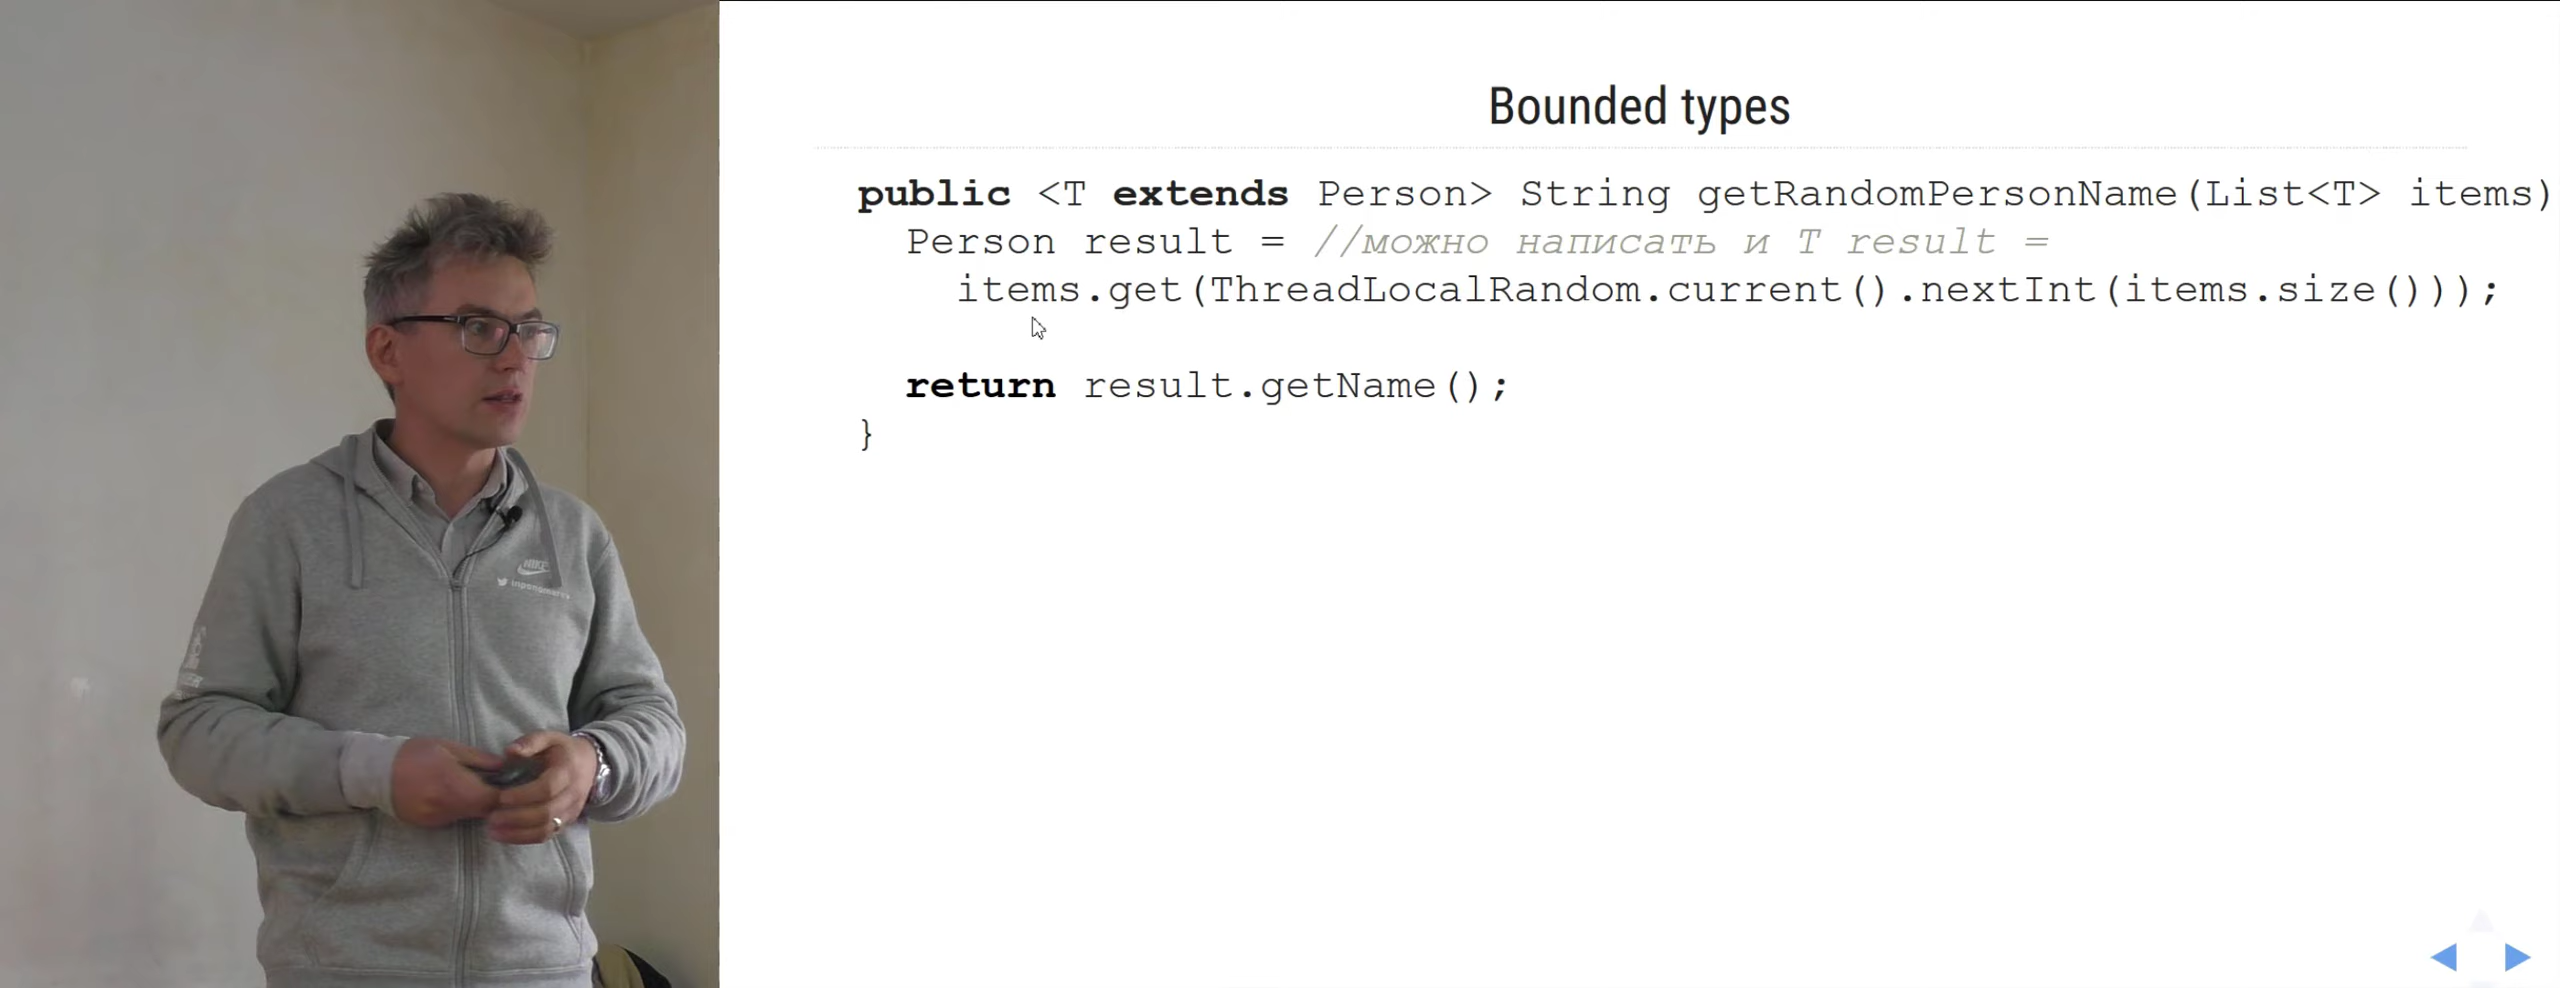 Bounded types
public <T extends Person> String getRandomPersonName(List<T> items)
Person result = //можно написать и T result =
items.get(ThreadLocalRandom.current().nextInt(items.size()));
return result.getName();
}
NIKE